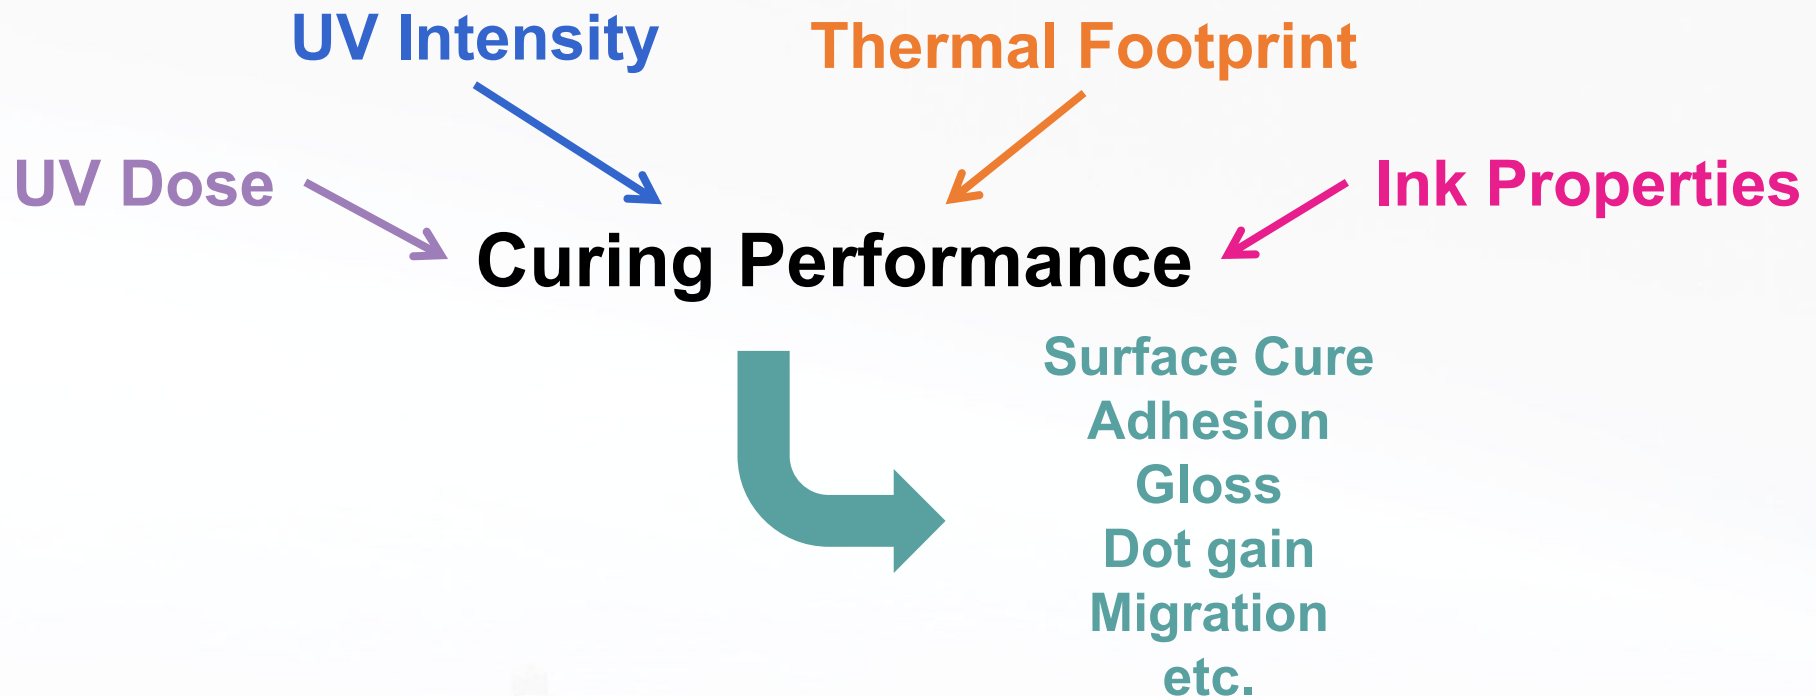 UV Intensity
Thermal Footprint
UV Dose
Ink Properties
Curing Performance
Surface Cure
Adhesion
Gloss
Dot gain
Migration
etc.